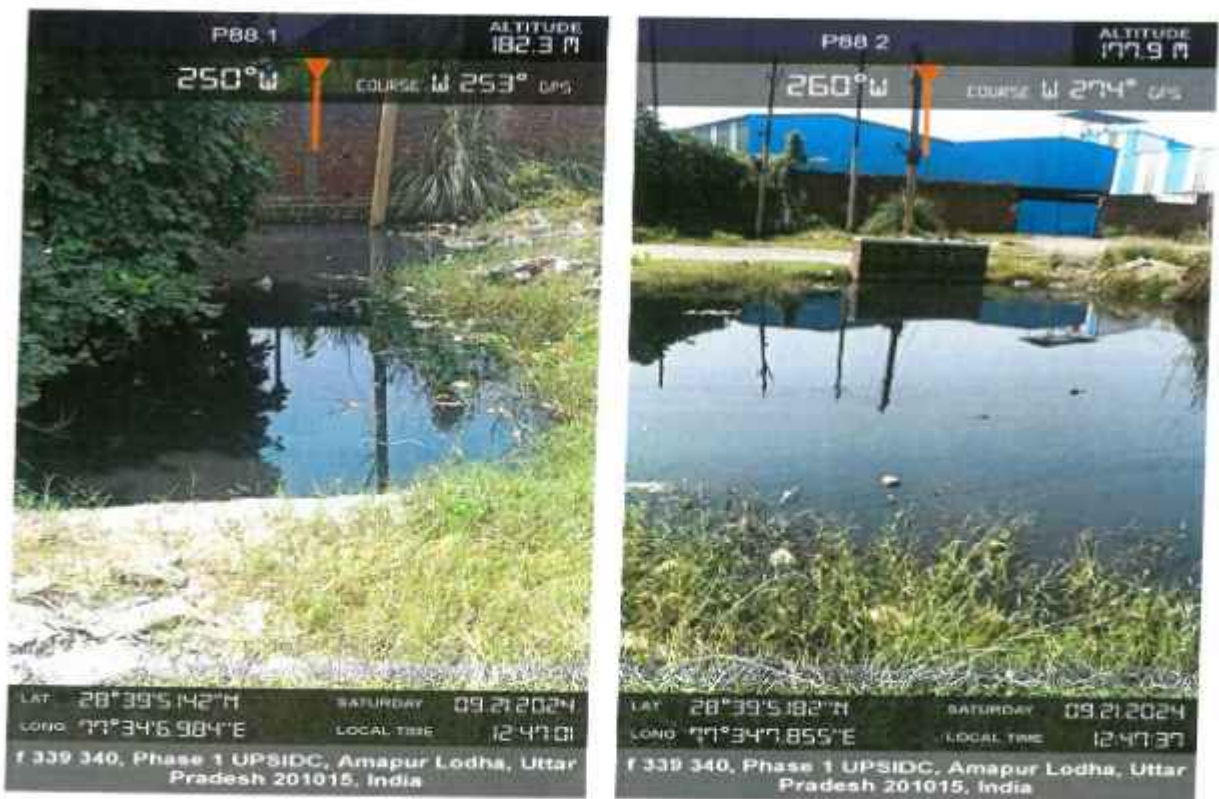 P88.1
ALTITUDE
182.3 M
250°W
COURSE W 253° GPS
LAT 28°39'5.142"N
SATURDAY 09.21.2024
LONG 77°34'6.984"E
LOCAL TIME 12:47:01
f 339 340, Phase 1 UPSIDC, Amapur Lodha, Uttar
Pradesh 201015, India
P88 2
ALTITUDE
177.9 M
260°W
COURSE W 274° GPS
LAT 28°39'5.182"N
SATURDAY 09.21.2024
LONG 77°34'7.855"E
LOCAL TIME 12:47:37
f 339 340, Phase 1 UPSIDC, Amapur Lodha, Uttar
Pradesh 201015, India